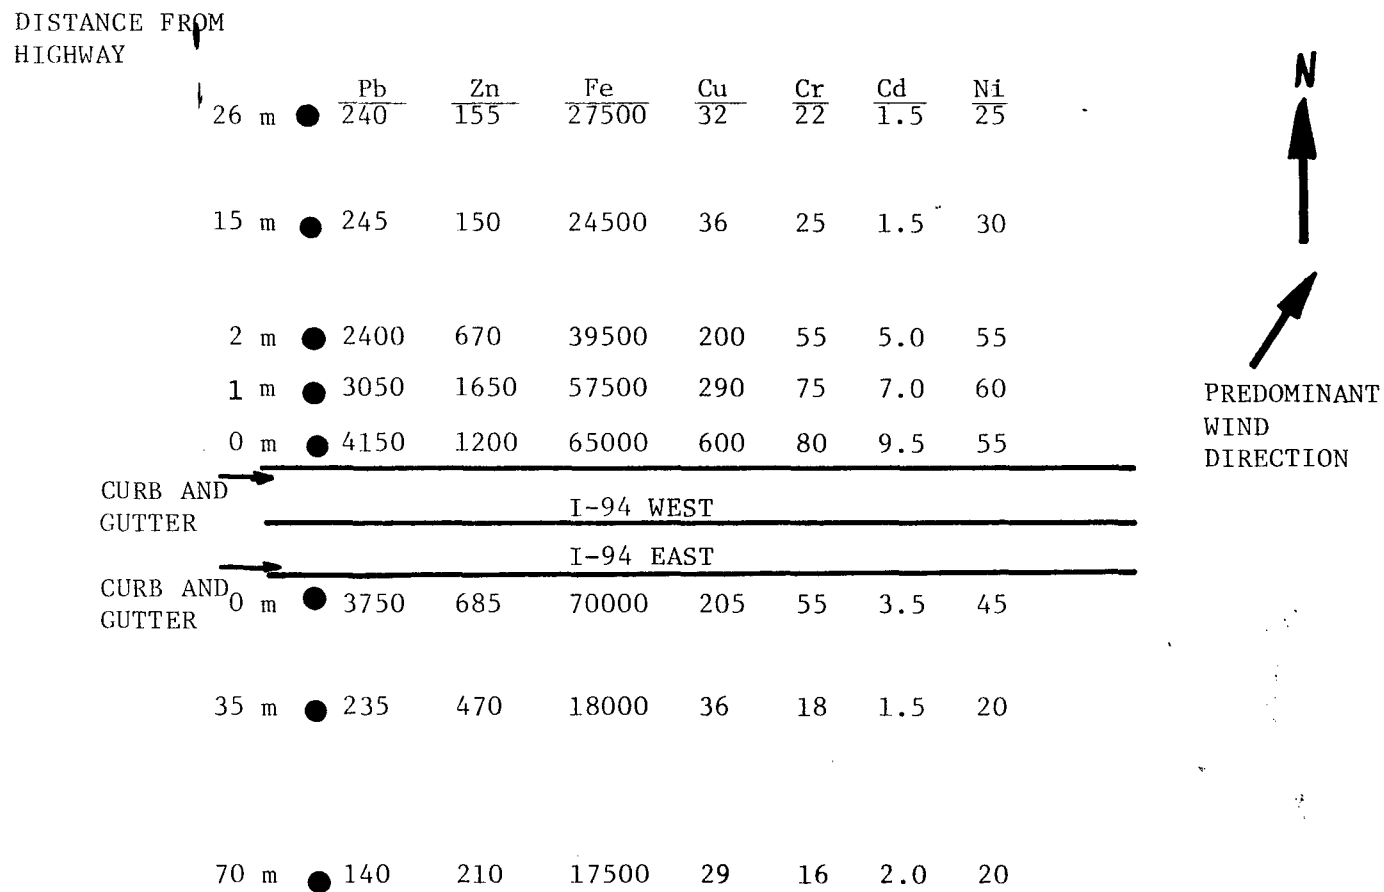 DISTANCE FROM
HIGHWAY
N
Pb Zn Fe Cu Cr Cd Ni
26 m 240 155 27500 32 22 1.5 25
15 m 245 150 24500 36 25 1.5 30
2 m 2400 670 39500 200 55 5.0 55
1 m 3050 1650 57500 290 75 7.0 60
0 m 4150 1200 65000 600 80 9.5 55
PREDOMINANT
WIND
DIRECTION
CURB AND
GUTTER
I-94 WEST
I-94 EAST
CURB AND
GUTTER
0 m 3750 685 70000 205 55 3.5 45
35 m 235 470 18000 36 18 1.5 20
70 m 140 210 17500 29 16 2.0 20